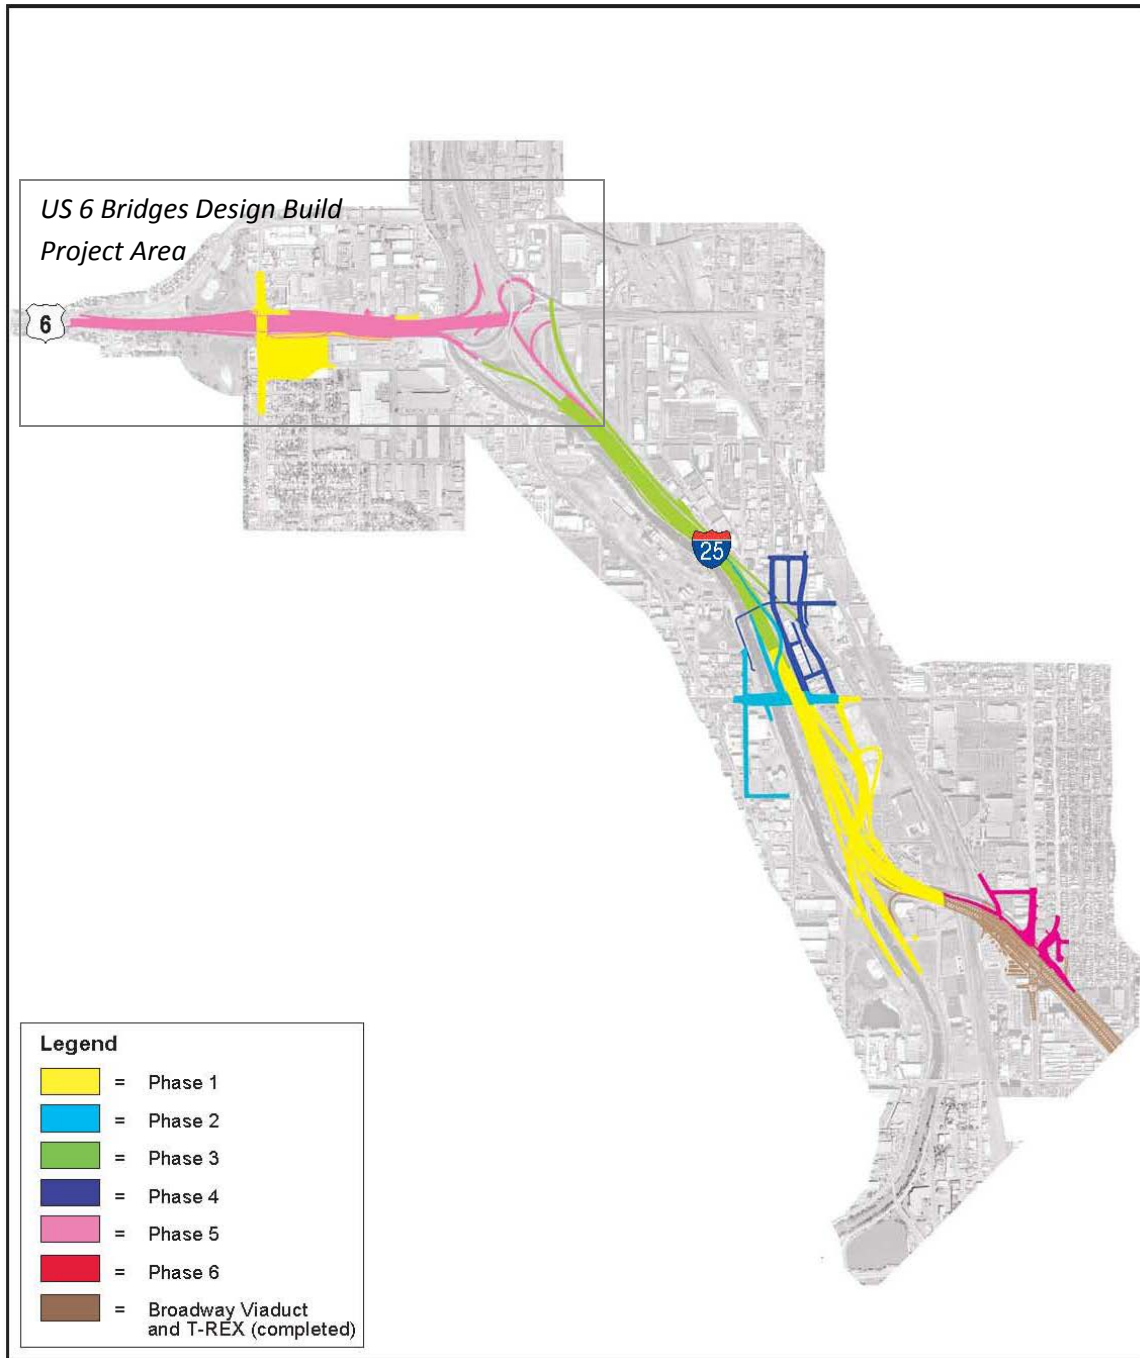 US 6 Bridges Design Build
Project Area
6
25
Legend
= Phase 1
= Phase 2
= Phase 3
= Phase 4
= Phase 5
= Phase 6
= Broadway Viaduct
and T-REX (completed)